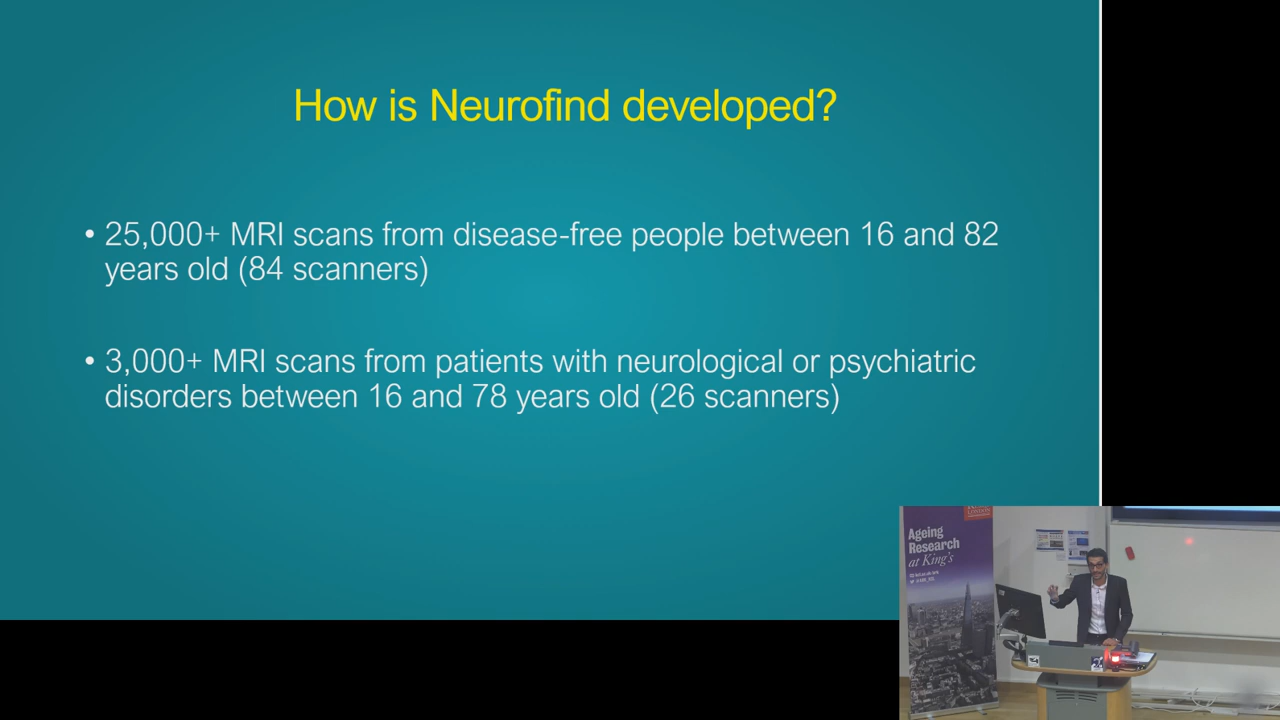 How is Neurofind developed?
• 25,000+ MRI scans from disease-free people between 16 and 82
years old (84 scanners)
• 3,000+ MRI scans from patients with neurological or psychiatric
disorders between 16 and 78 years old (26 scanners)
LONDON
Ageing
Research
at King's